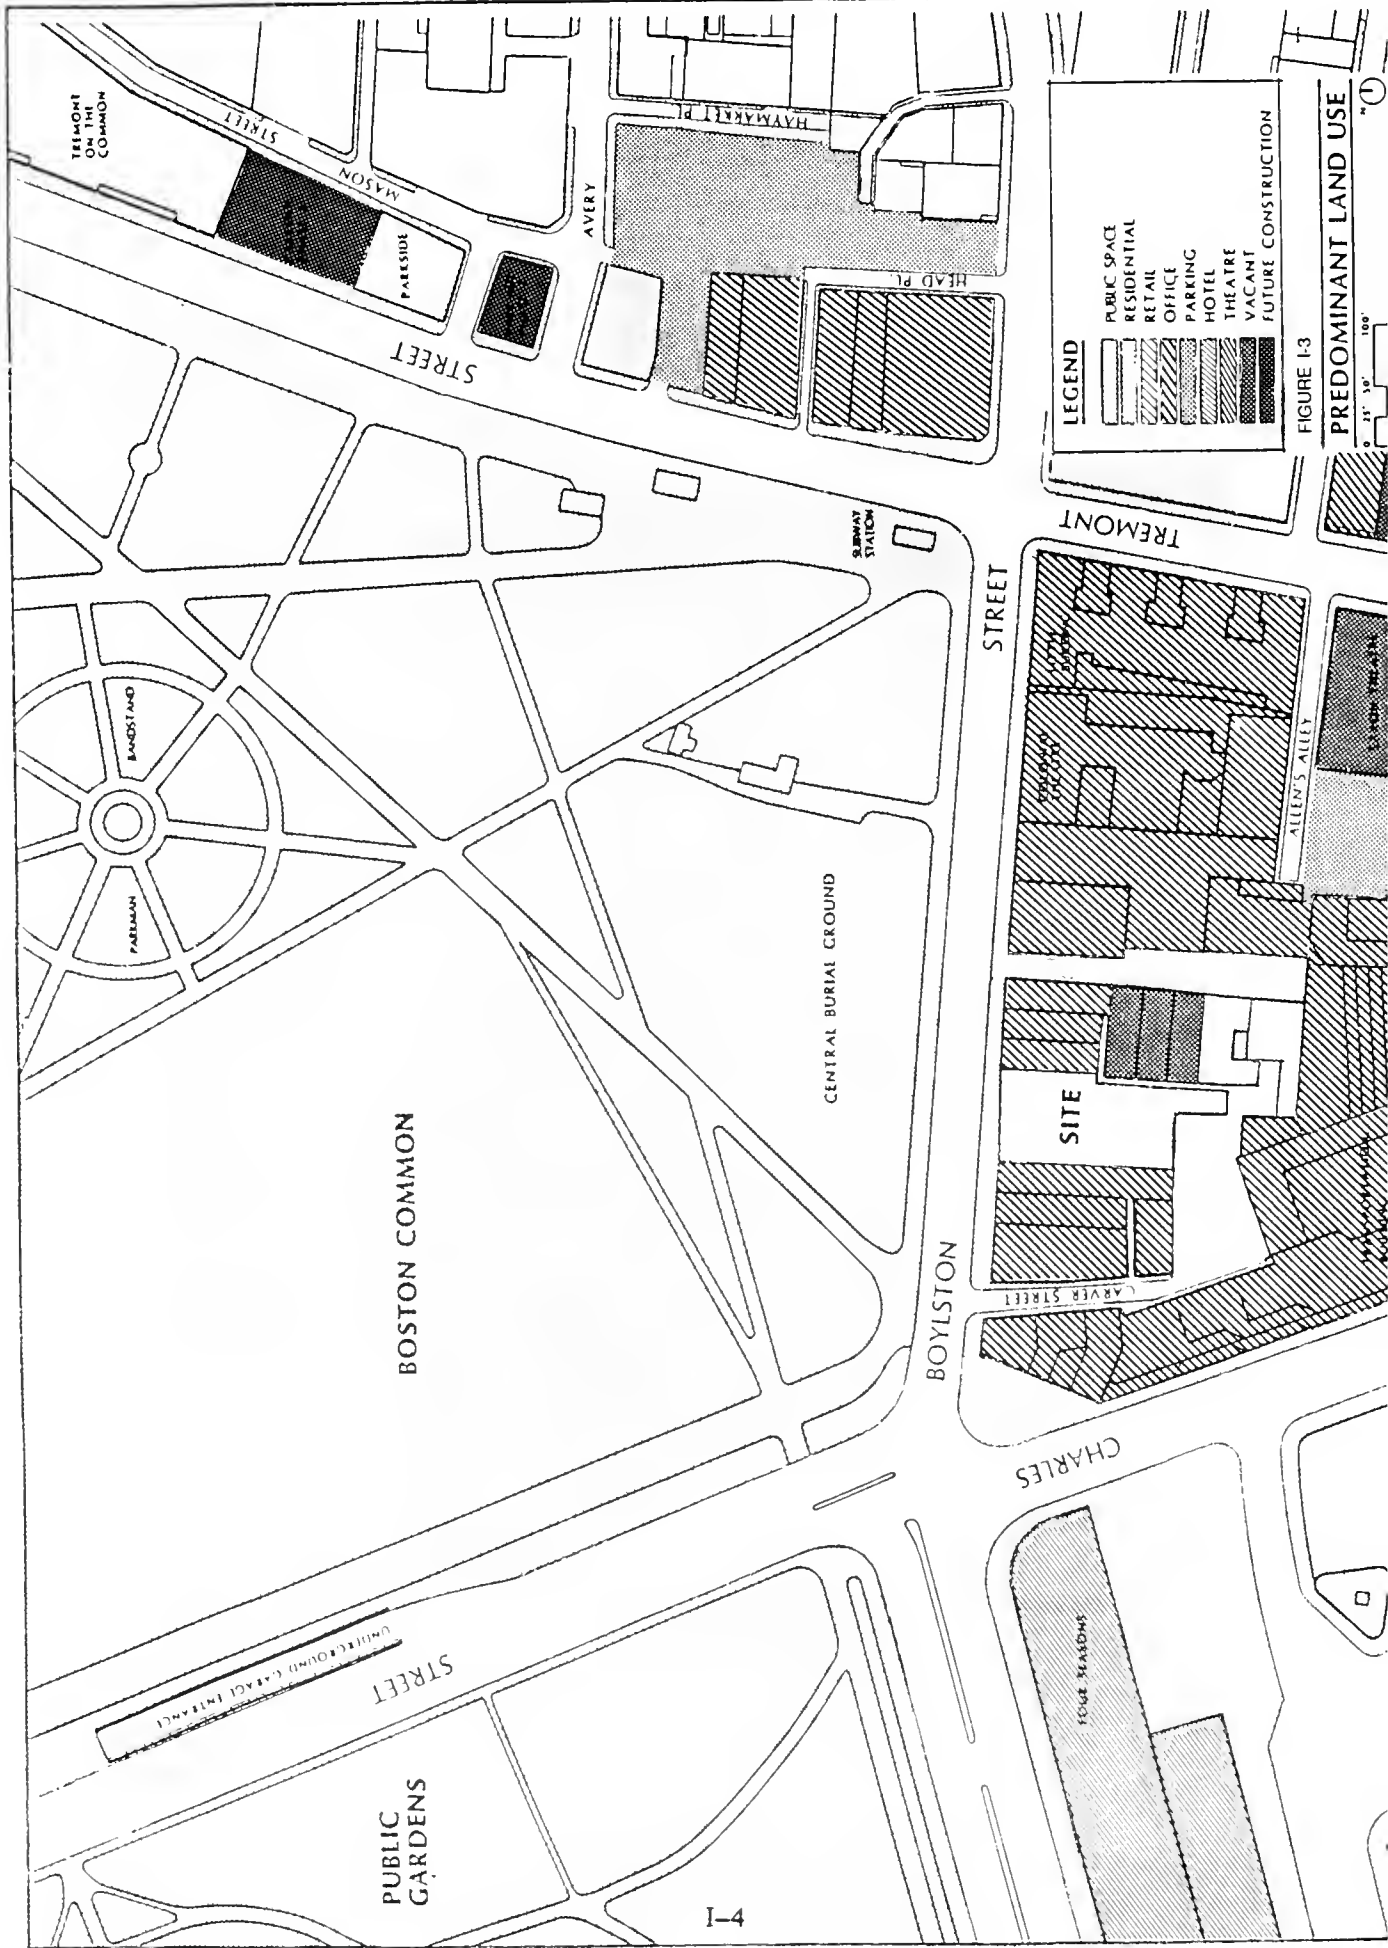 TREMONT
ON THE
COMMON
MASON
STREET
PARKSIDE
HAYMARKET PL.
AVERY
HEAD PL.
STREET
SUBWAY
STATION
TREMONT
BANDSTAND
PARKMAN
BOSTON COMMON
CENTRAL BURIAL GROUND
BOYLSTON
STREET
ALLEN'S ALLEY
SITE
CARVER STREET
CHARLES
STREET
UNDERGROUND GARAGE ENTRANCE
PUBLIC
GARDENS
FOUR SEASONS
LEGEND
PUBLIC SPACE
RESIDENTIAL
RETAIL
OFFICE
PARKING
HOTEL
THEATRE
VACANT
FUTURE CONSTRUCTION
FIGURE I-3
PREDOMINANT LAND USE
0 25' 50' 100'
N
I-4